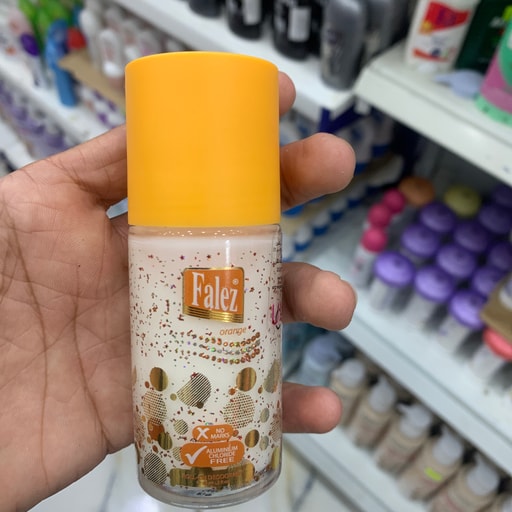 Falez®
orange
NO
MARKS
ALUMINIUM
CHLORIDE
FREE